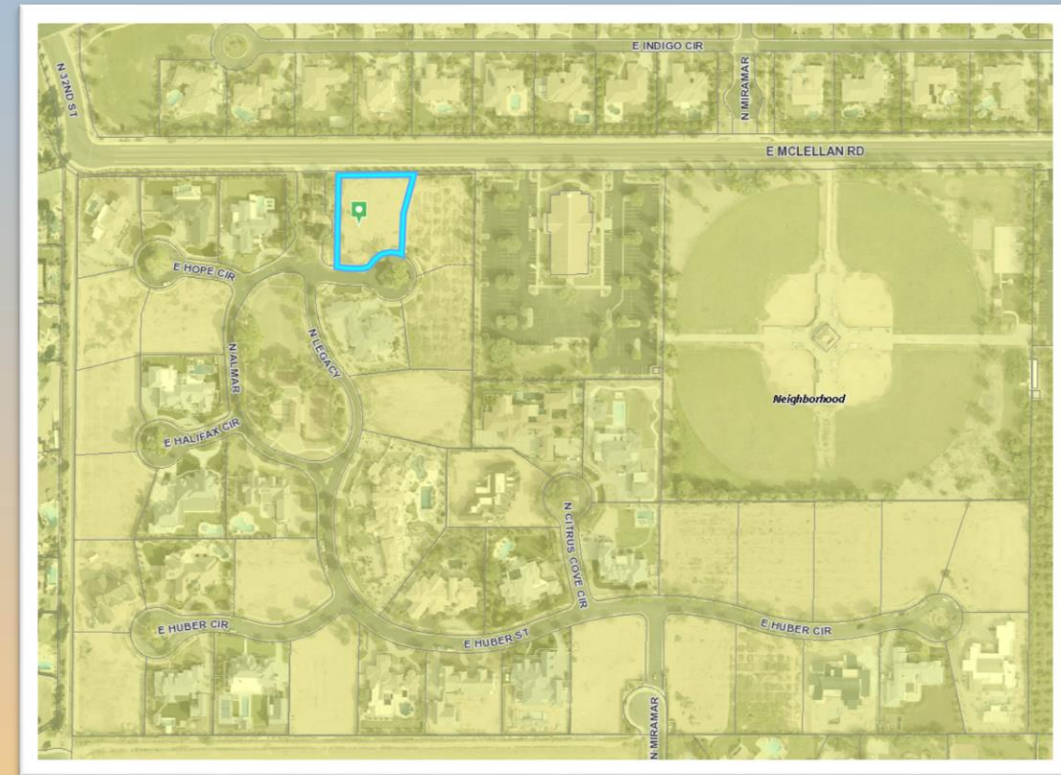 E INDIGO CIR
N 32ND ST
N MIRAMAR
E MCLELLAN RD
E HOPE CIR
N LEGACY
N ALMAR
Neighborhood
E HALIFAX CIR
N CITRUS COVE CIR
E HUBER CIR
E HUBER ST
E HUBER CIR
N MIRAMAR